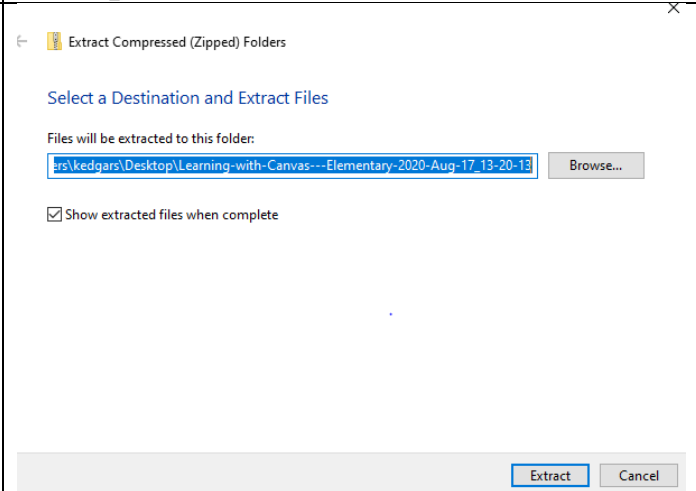 Extract Compressed (Zipped) Folders
Select a Destination and Extract Files
Files will be extracted to this folder:
ers\kedgars\Desktop\Learning-with-Canvas---Elementary-2020-Aug-17_13-20-13
Browse...
Show extracted files when complete
Extract
Cancel